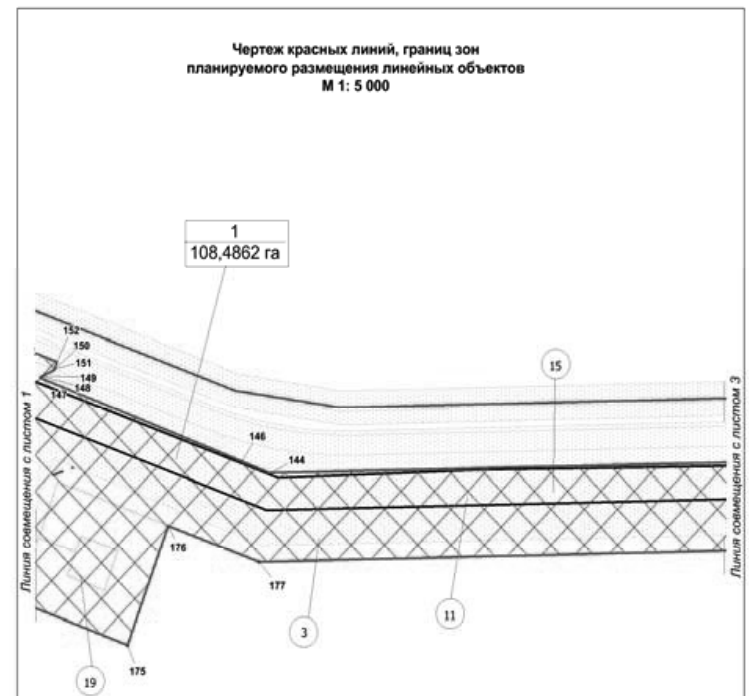 Чертеж красных линий, границ зон
планируемого размещения линейных объектов
М 1: 5 000
1
108,4862 га
152
150
151
149
148
147
146
144
15
Линия совмещения с листом 1
Линия совмещения с листом 3
176
177
11
3
175
19